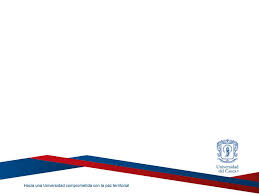 Universidad
del Cauca
Hacia una Universidad comprometida con la paz territorial